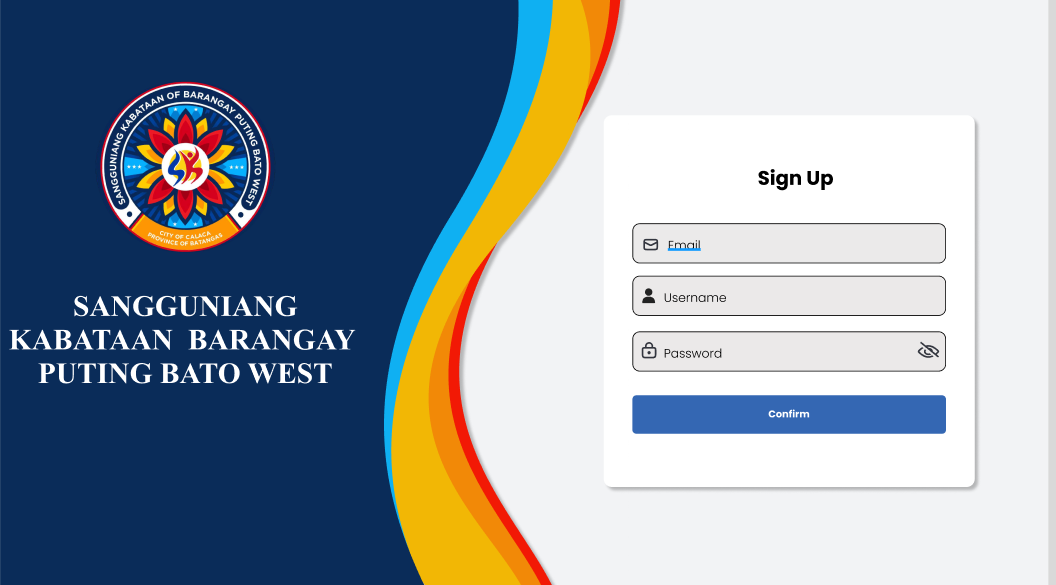 SANGGUNIANG KABATAAN OF BARANGAY PUTING BATO WEST
CITY OF CALACA
PROVINCE OF BATANGAS
SANGGUNIANG
KABATAAN BARANGAY
PUTING BATO WEST
Sign Up
Email
Username
Password
Confirm